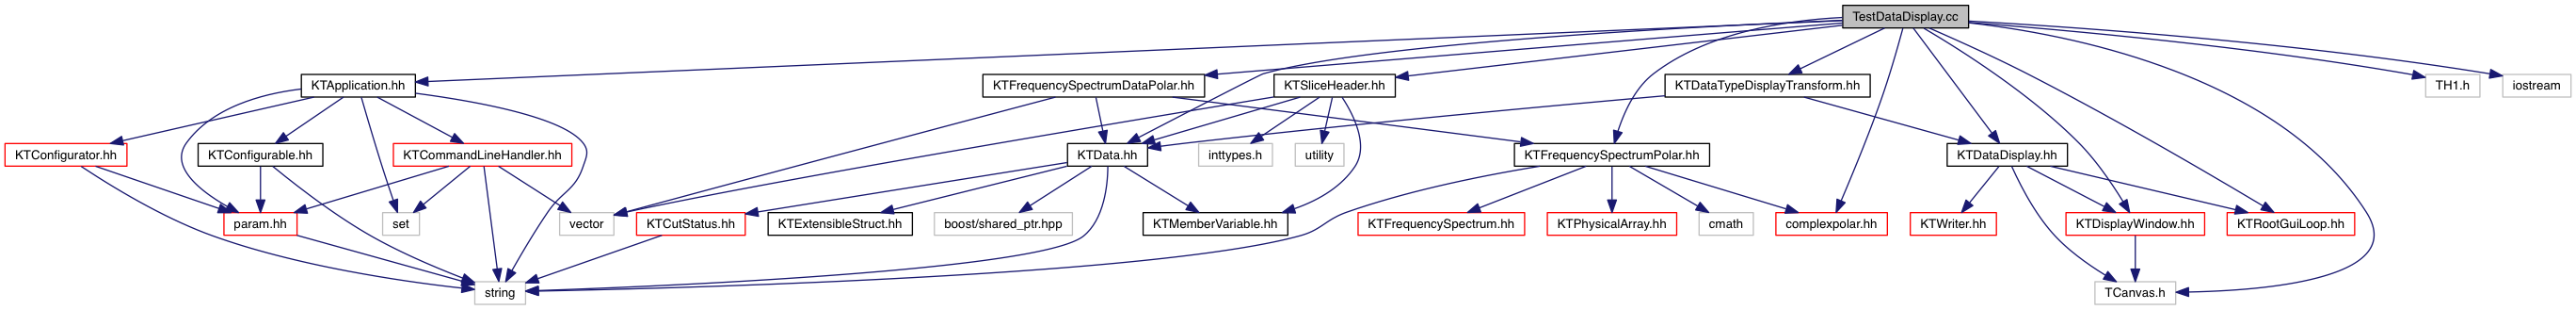 TestDataDisplay.cc
KTApplication.hh
KTFrequencySpectrumDataPolar.hh
KTSliceHeader.hh
KTDataTypeDisplayTransform.hh
TH1.h
iostream
KTConfigurator.hh
KTConfigurable.hh
KTCommandLineHandler.hh
KTData.hh
inttypes.h
utility
KTFrequencySpectrumPolar.hh
KTDataDisplay.hh
param.hh
set
vector
KTCutStatus.hh
KTExtensibleStruct.hh
boost/shared_ptr.hpp
KTMemberVariable.hh
KTFrequencySpectrum.hh
KTPhysicalArray.hh
cmath
complexpolar.hh
KTWriter.hh
KTDisplayWindow.hh
KTRootGuiLoop.hh
string
TCanvas.h